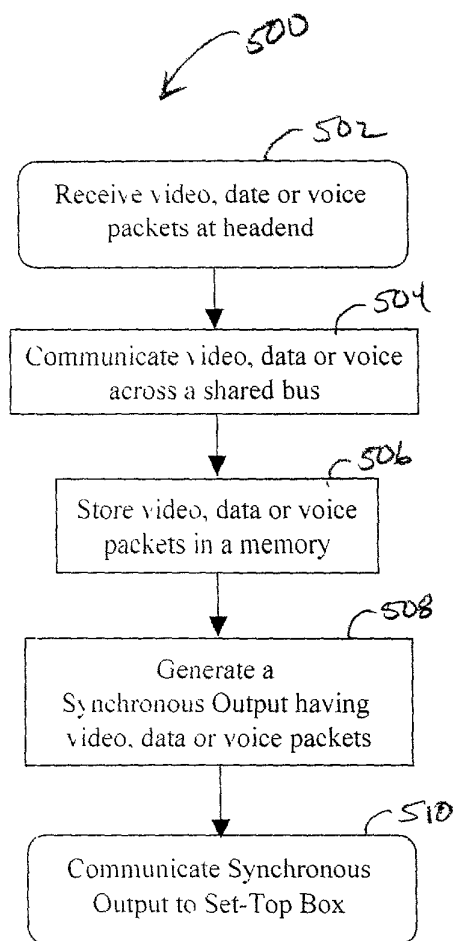 500
502
Receive video, date or voice
packets at headend
504
Communicate video, data or voice
across a shared bus
506
Store video, data or voice
packets in a memory
508
Generate a
Synchronous Output having
video, data or voice packets
510
Communicate Synchronous
Output to Set-Top Box